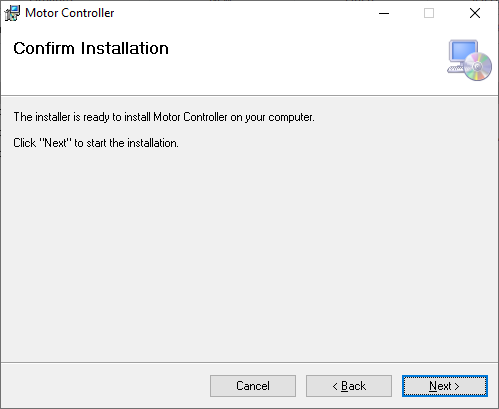 Motor Controller
Confirm Installation
The installer is ready to install Motor Controller on your computer.
Click "Next" to start the installation.
Cancel
< Back
Next >